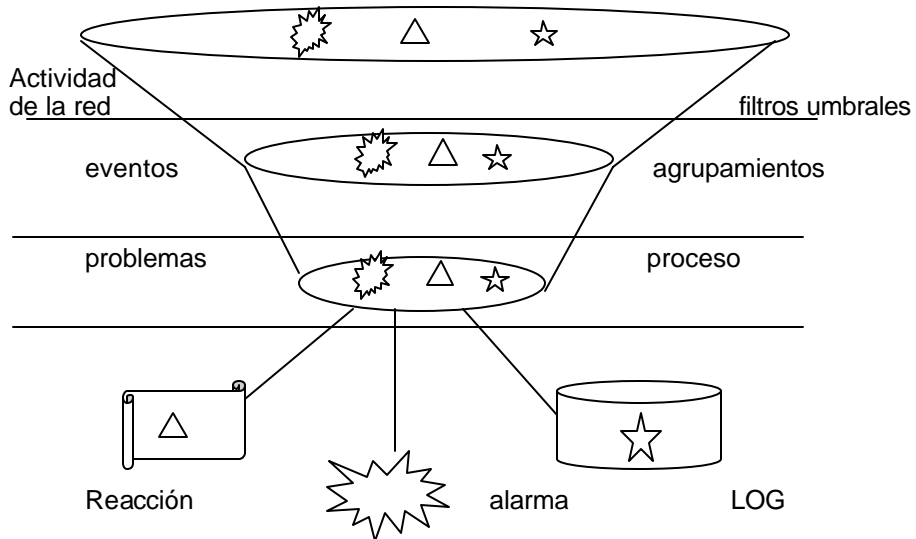 Actividad
de la red
filtros umbrales
eventos
agrupamientos
problemas
proceso
Reacción
alarma
LOG